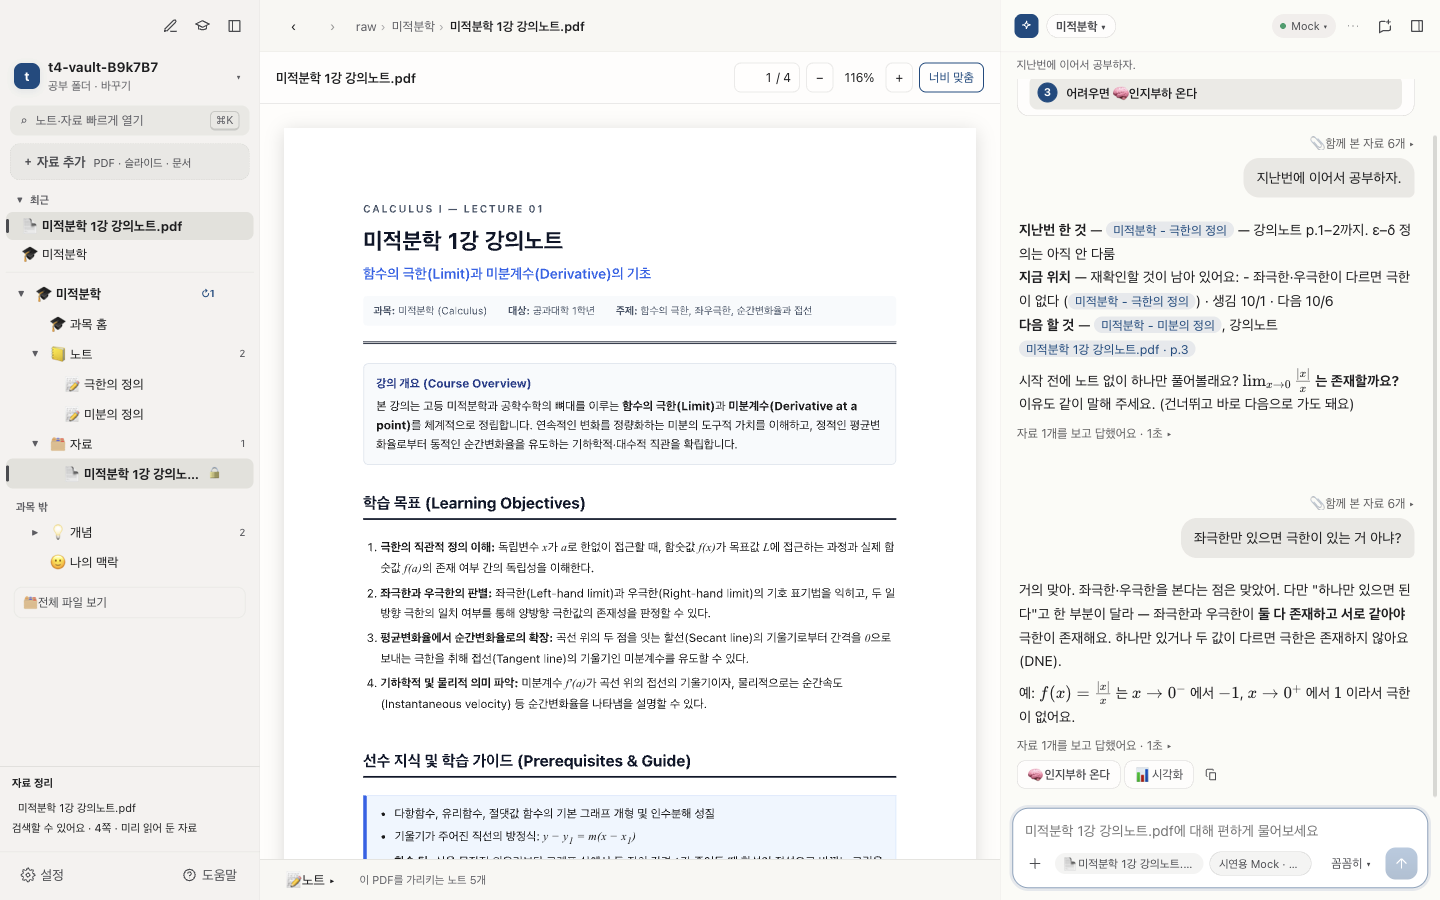 t
t4-vault-B9k7B7
공부 폴더 · 바꾸기
노트·자료 빠르게 열기
⌘K
+ 자료 추가 PDF · 슬라이드 · 문서
최근
미적분학 1강 강의노트.pdf
미적분학
미적분학 1
과목 홈
노트 2
극한의 정의
미분의 정의
자료 1
미적분학 1강 강의노...
과목 밖
개념 2
나의 맥락
전체 파일 보기
자료 정리
미적분학 1강 강의노트.pdf
검색할 수 있어요 · 4쪽 · 미리 읽어 둔 자료
설정
도움말
raw › 미적분학 › 미적분학 1강 강의노트.pdf
미적분학 1강 강의노트.pdf
1 / 4
− 116% +
너비 맞춤
CALCULUS I — LECTURE 01
미적분학 1강 강의노트
함수의 극한(Limit)과 미분계수(Derivative)의 기초
과목: 미적분학 (Calculus) 대상: 공과대학 1학년 주제: 함수의 극한, 좌우극한, 순간변화율과 접선
강의 개요 (Course Overview)
본 강의는 고등 미적분학과 공학수학의 뼈대를 이루는 함수의 극한(Limit)과 미분계수(Derivative at a
point)를 체계적으로 정립합니다. 연속적인 변화를 정량화하는 미분의 도구적 가치를 이해하고, 정적인 평균변
화율로부터 동적인 순간변화율을 유도하는 기하학적·대수적 직관을 확립합니다.
학습 목표 (Learning Objectives)
1. 극한의 직관적 정의 이해: 독립변수 x가 a로 한없이 접근할 때, 함숫값 f(x)가 목표값 L에 접근하는 과정과 실제 함
숫값 f(a)의 존재 여부 간의 독립성을 이해한다.
2. 좌극한과 우극한의 판별: 좌극한(Left-hand limit)과 우극한(Right-hand limit)의 기호 표기법을 익히고, 두 일
방향 극한의 일치 여부를 통해 양방향 극한값의 존재성을 판정할 수 있다.
3. 평균변화율에서 순간변화율로의 확장: 곡선 위의 두 점을 잇는 할선(Secant line)의 기울기로부터 간격을 0으로
보내는 극한을 취해 접선(Tangent line)의 기울기인 미분계수를 유도할 수 있다.
4. 기하학적 및 물리적 의미 파악: 미분계수 f'(a)가 곡선 위의 접선의 기울기이자, 물리적으로는 순간속도
(Instantaneous velocity) 등 순간변화율을 나타냄을 설명할 수 있다.
선수 지식 및 학습 가이드 (Prerequisites & Guide)
• 다항함수, 유리함수, 절댓값 함수의 기본 그래프 개형 및 인수분해 성질
• 기울기가 주어진 직선의 방정식: y − y₁ = m(x − x₁)
노트
이 PDF를 가리키는 노트 5개
미적분학
Mock
지난번에 이어서 공부하자.
3 어려우면 🧠인지부하 온다
함께 본 자료 6개
지난번에 이어서 공부하자.
지난번 한 것 — 미적분학 - 극한의 정의 — 강의노트 p.1–2까지. ε–δ 정
의는 아직 안 다룸
지금 위치 — 재확인할 것이 남아 있어요: - 좌극한·우극한이 다르면 극한
이 없다 ( 미적분학 - 극한의 정의 ) · 생김 10/1 · 다음 10/6
다음 할 것 — 미적분학 - 미분의 정의 , 강의노트
미적분학 1강 강의노트.pdf · p.3
시작 전에 노트 없이 하나만 풀어볼래요? lim x→0 |x|/x 는 존재할까요?
이유도 같이 말해 주세요. (건너뛰고 바로 다음으로 가도 돼요)
자료 1개를 보고 답했어요 · 1초
함께 본 자료 6개
좌극한만 있으면 극한이 있는 거 아냐?
거의 맞아. 좌극한·우극한을 본다는 점은 맞았어. 다만 "하나만 있으면 된
다"고 한 부분이 달라 — 좌극한과 우극한이 둘 다 존재하고 서로 같아야
극한이 존재해요. 하나만 있거나 두 값이 다르면 극한은 존재하지 않아요
(DNE).
예: f(x) = |x|/x 는 x → 0⁻ 에서 −1, x → 0⁺ 에서 1 이라서 극한
이 없어요.
자료 1개를 보고 답했어요 · 1초
인지부하 온다
시각화
미적분학 1강 강의노트.pdf에 대해 편하게 물어보세요
미적분학 1강 강의노트....
시연용 Mock · ...
꼼꼼히